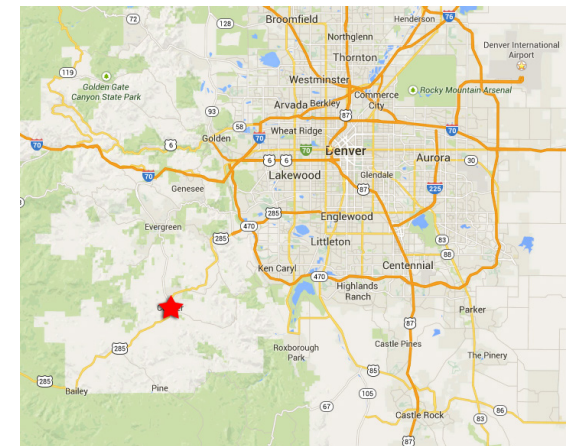 Broomfield
Henderson
76
72
128
Northglenn
Denver International
Airport
Thornton
119
Westminster
Golden Gate
Canyon State Park
Rocky Mountain Arsenal
Commerce
City
Arvada
Berkley
93
87
58
Wheat Ridge
70
Golden
70
70
6
76
Denver
Aurora
30
6
6
70
Lakewood
Glendale
Genesee
87
225
285
Englewood
Evergreen
470
285
Littleton
83
88
Ken Caryl
Centennial
470
Highlands
Ranch
Parker
87
Castle Pines
285
Roxborough
Park
The Pinery
85
285
Bailey
Pine
105
67
86
Castle Rock
83
87